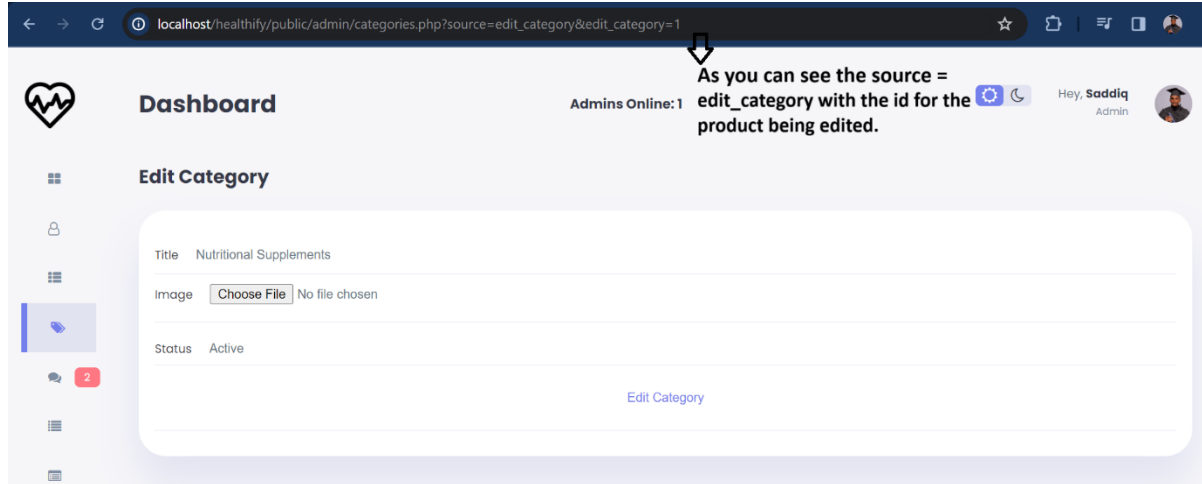 localhost/healthify/public/admin/categories.php?source=edit_category&edit_category=1
As you can see the source =
edit_category with the id for the
product being edited.
Dashboard
Admins Online: 1
Hey, Saddiq
Admin
Edit Category
Title Nutritional Supplements
Image Choose File No file chosen
Status Active
2
Edit Category